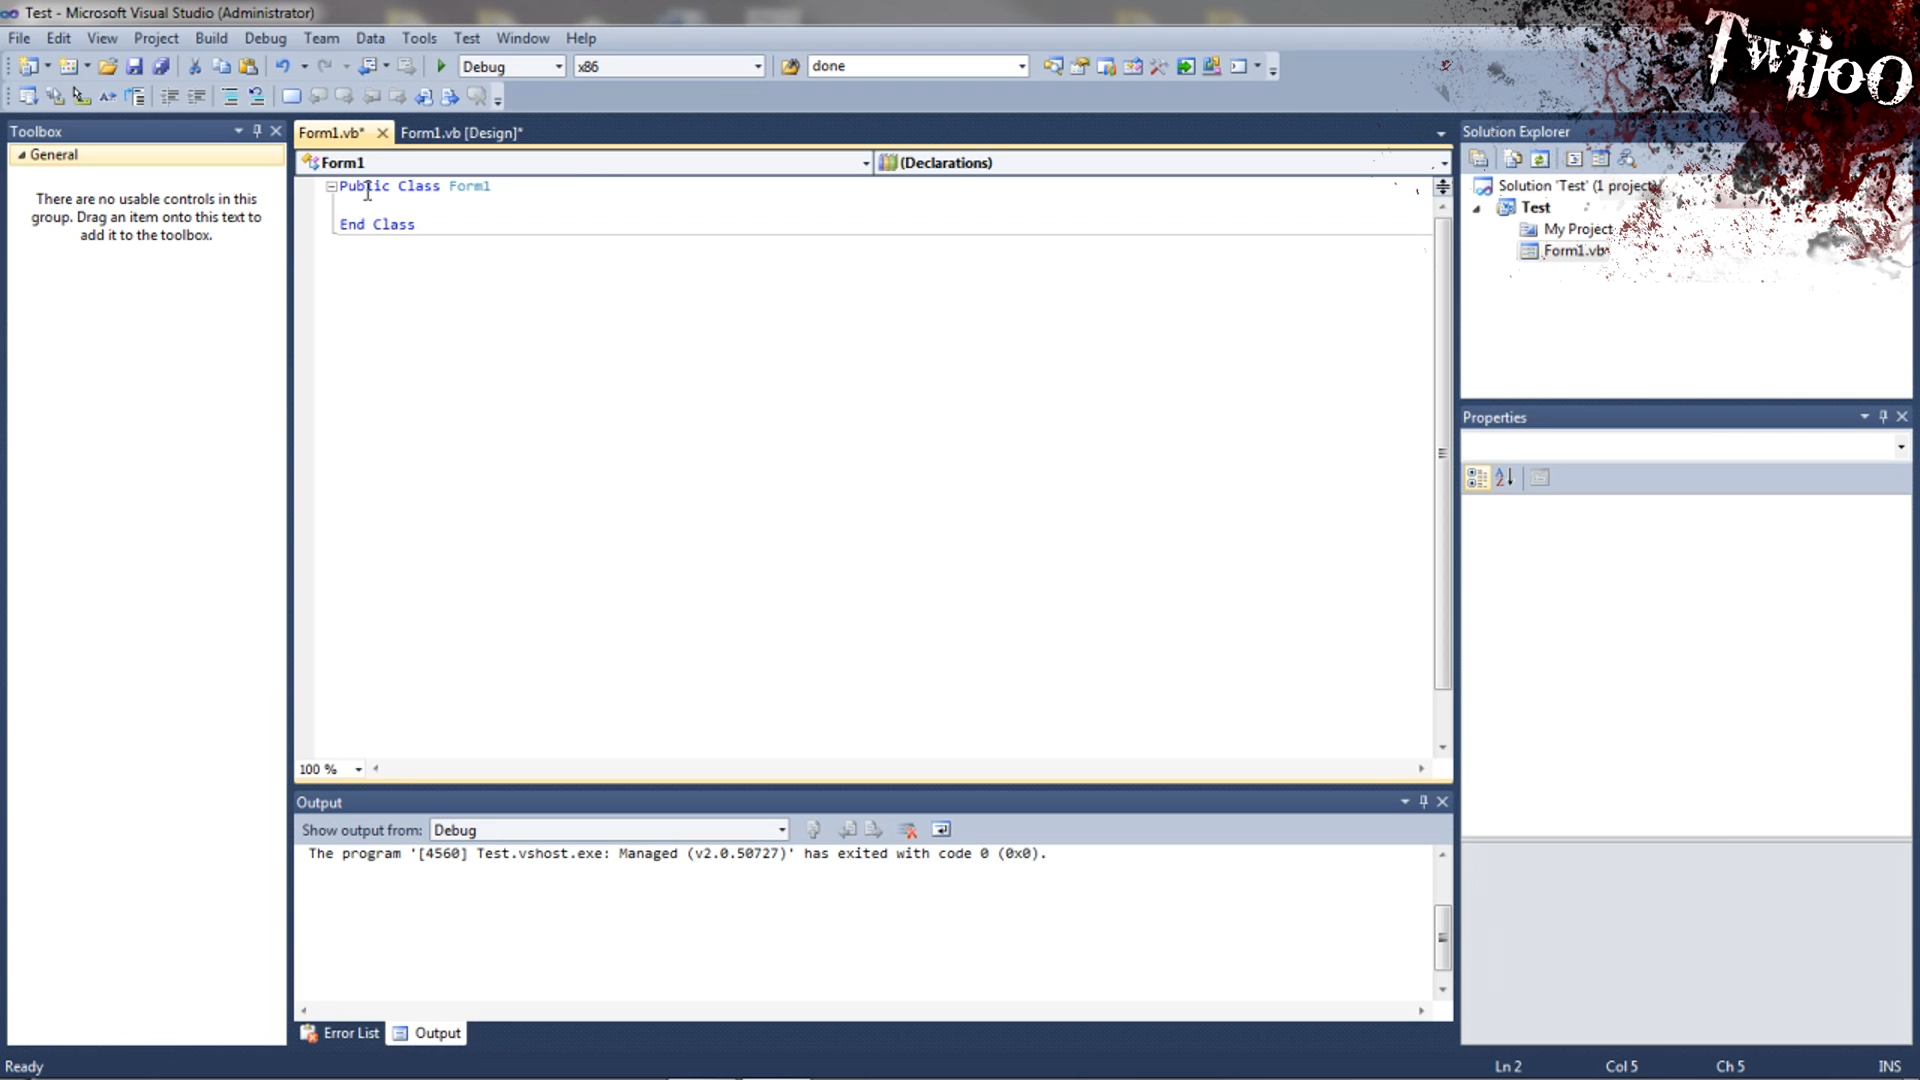 Test - Microsoft Visual Studio (Administrator)
TwijoO
File Edit View Project Build Debug Team Data Tools Test Window Help
Debug x86 done
Toolbox
Form1.vb* Form1.vb [Design]*
Solution Explorer
General
Form1 (Declarations)
There are no usable controls in this
group. Drag an item onto this text to
add it to the toolbox.
Public Class Form1
End Class
Solution 'Test' (1 project)
Test
My Project
Form1.vb
Properties
100 %
Output
Show output from: Debug
The program '[4560] Test.vshost.exe: Managed (v2.0.50727)' has exited with code 0 (0x0).
Error List Output
Ready Ln 2 Col 5 Ch 5 INS